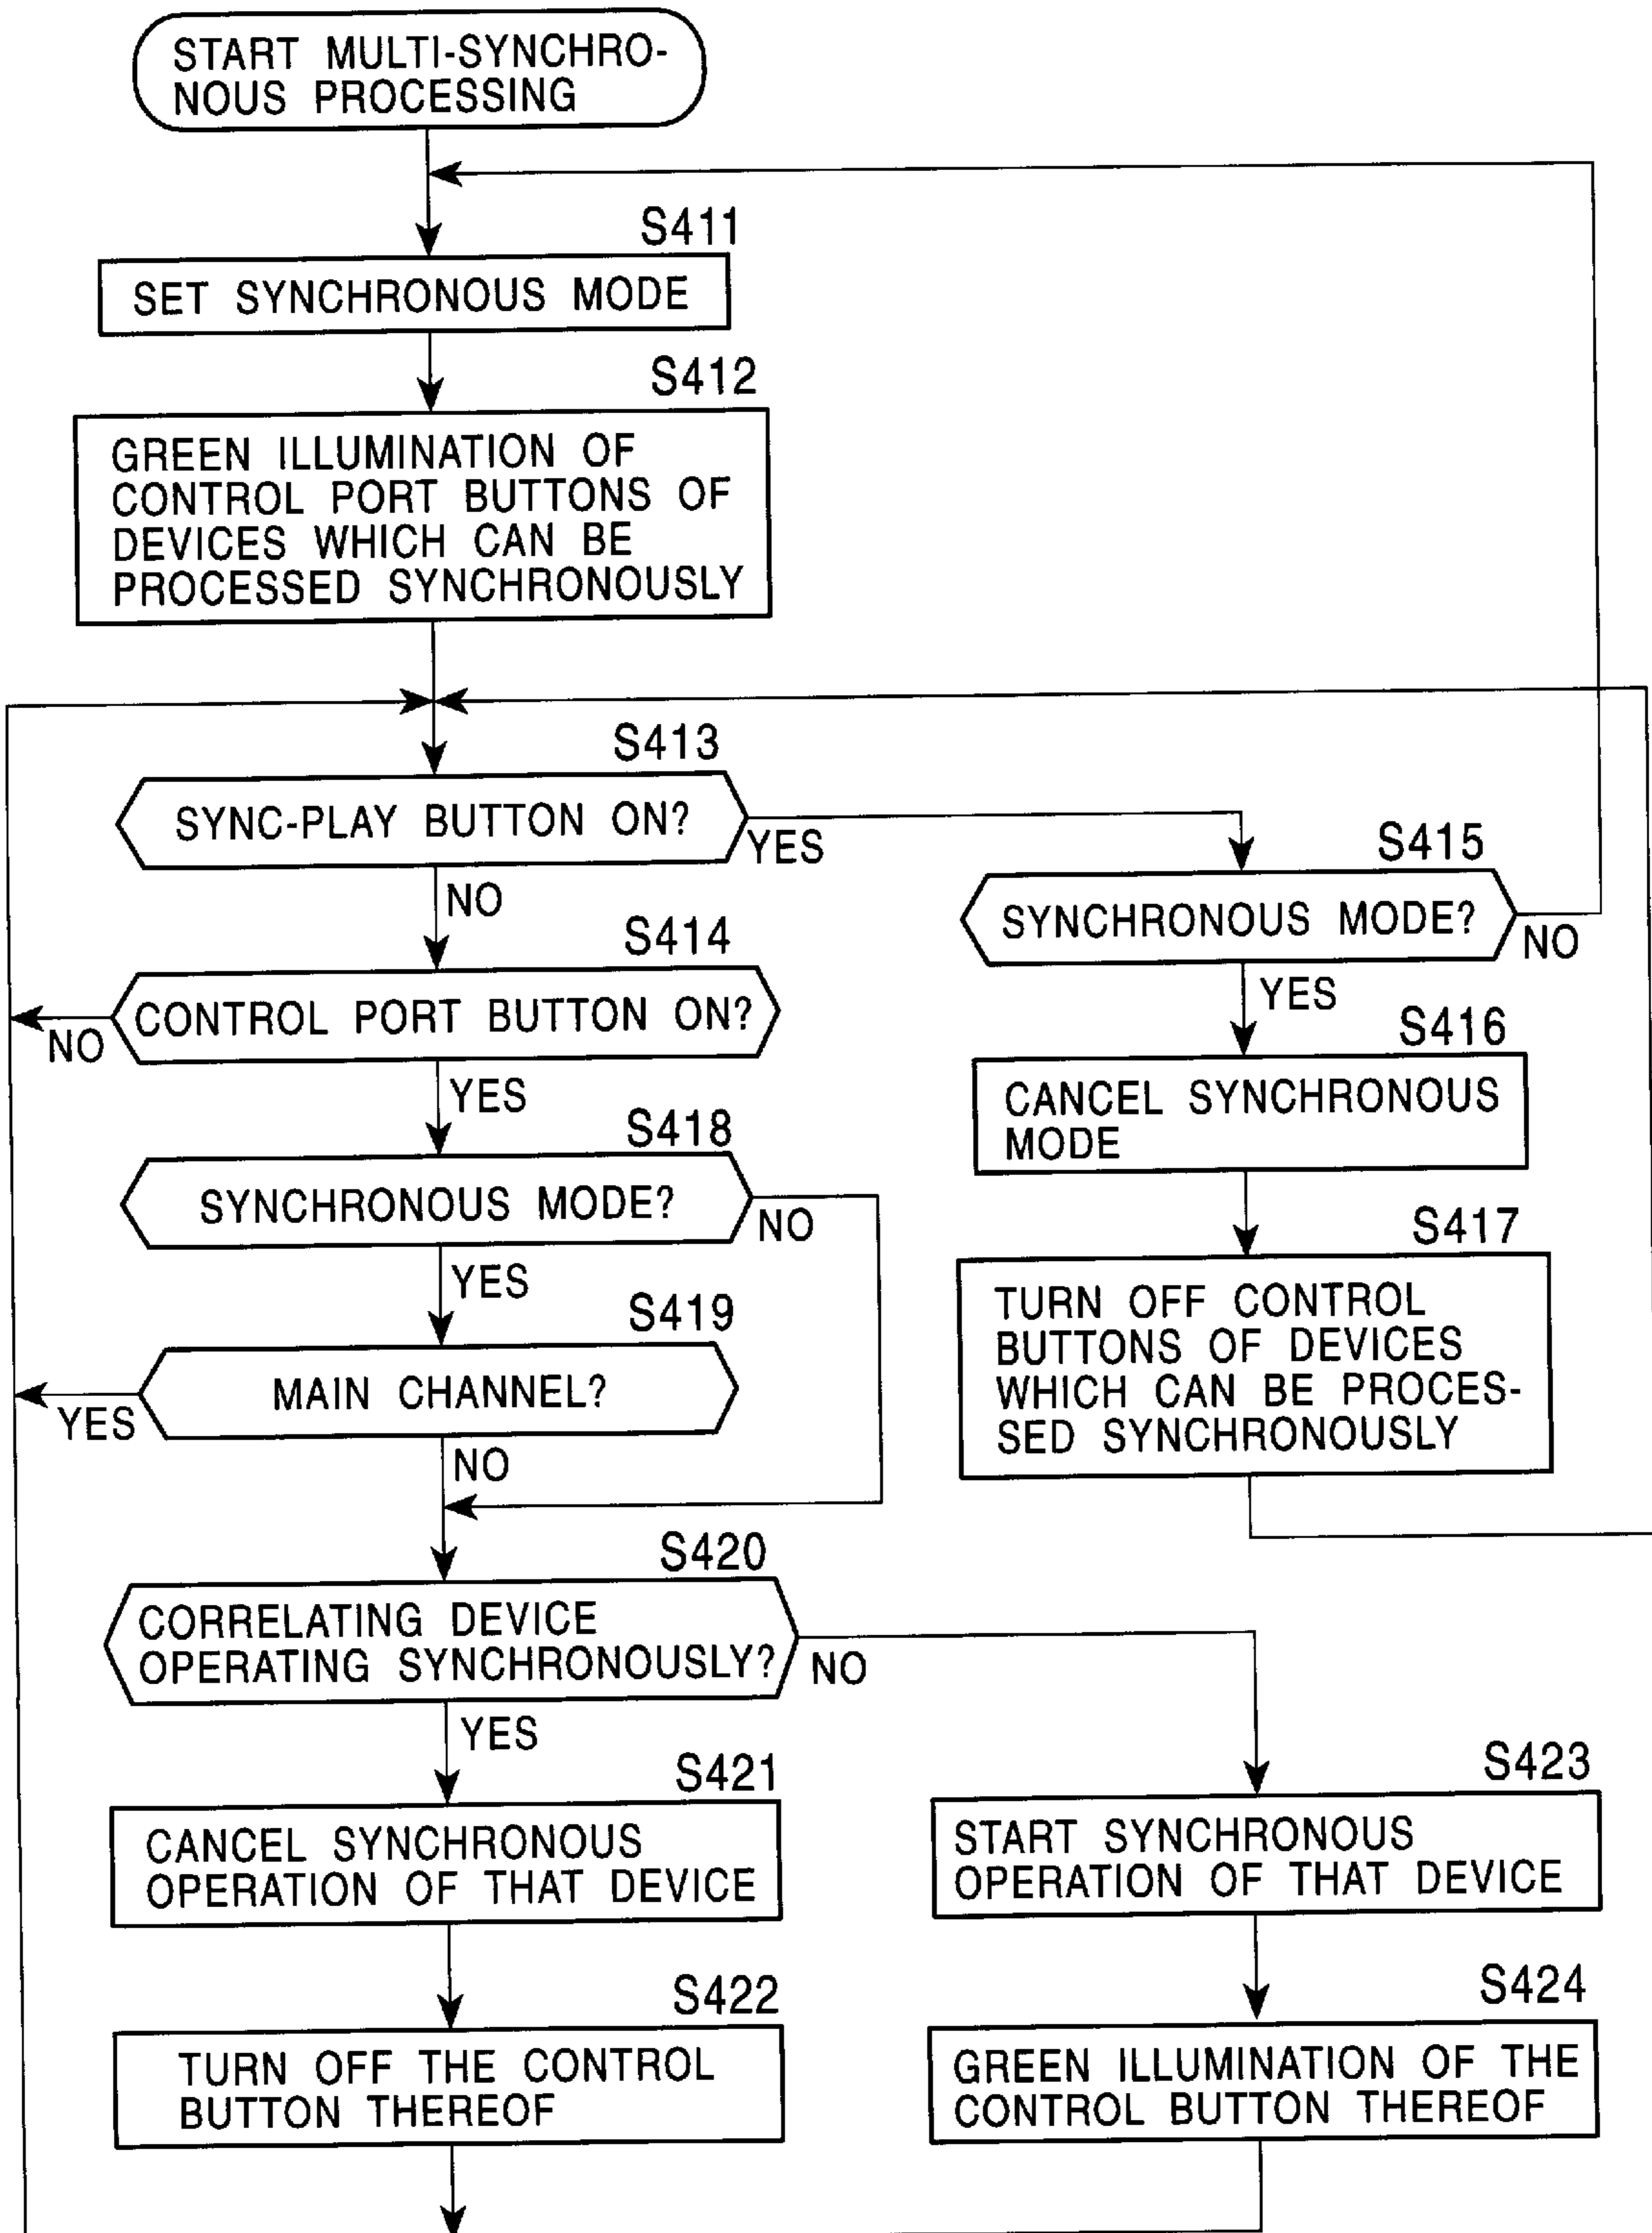 START MULTI-SYNCHRO-
NOUS PROCESSING
S411
SET SYNCHRONOUS MODE
S412
GREEN ILLUMINATION OF
CONTROL PORT BUTTONS OF
DEVICES WHICH CAN BE
PROCESSED SYNCHRONOUSLY
S413
SYNC-PLAY BUTTON ON?
YES
NO
S415
SYNCHRONOUS MODE?
NO
YES
S414
CONTROL PORT BUTTON ON?
NO
YES
S416
CANCEL SYNCHRONOUS
MODE
S418
SYNCHRONOUS MODE?
NO
YES
S417
TURN OFF CONTROL
BUTTONS OF DEVICES
WHICH CAN BE PROCES-
SED SYNCHRONOUSLY
S419
MAIN CHANNEL?
YES
NO
S420
CORRELATING DEVICE
OPERATING SYNCHRONOUSLY?
NO
YES
S421
CANCEL SYNCHRONOUS
OPERATION OF THAT DEVICE
S423
START SYNCHRONOUS
OPERATION OF THAT DEVICE
S422
TURN OFF THE CONTROL
BUTTON THEREOF
S424
GREEN ILLUMINATION OF THE
CONTROL BUTTON THEREOF